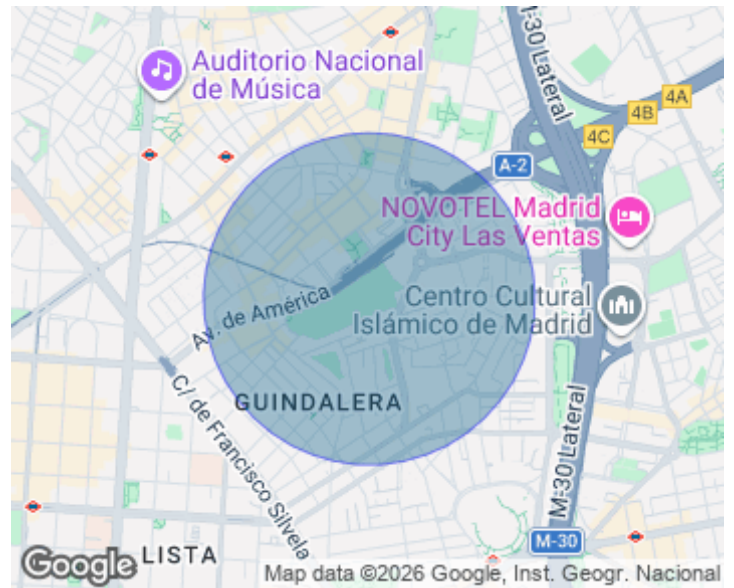 Auditorio Nacional
de Música
M-30 Lateral
4A
4B
4C
A-2
NOVOTEL Madrid
City Las Ventas
Centro Cultural
Islámico de Madrid
Av. de América
GUINDALERA
C/ de Francisco Silvela
M-30 Lateral
M-30
LISTA
Google
Map data ©2026 Google, Inst. Geogr. Nacional